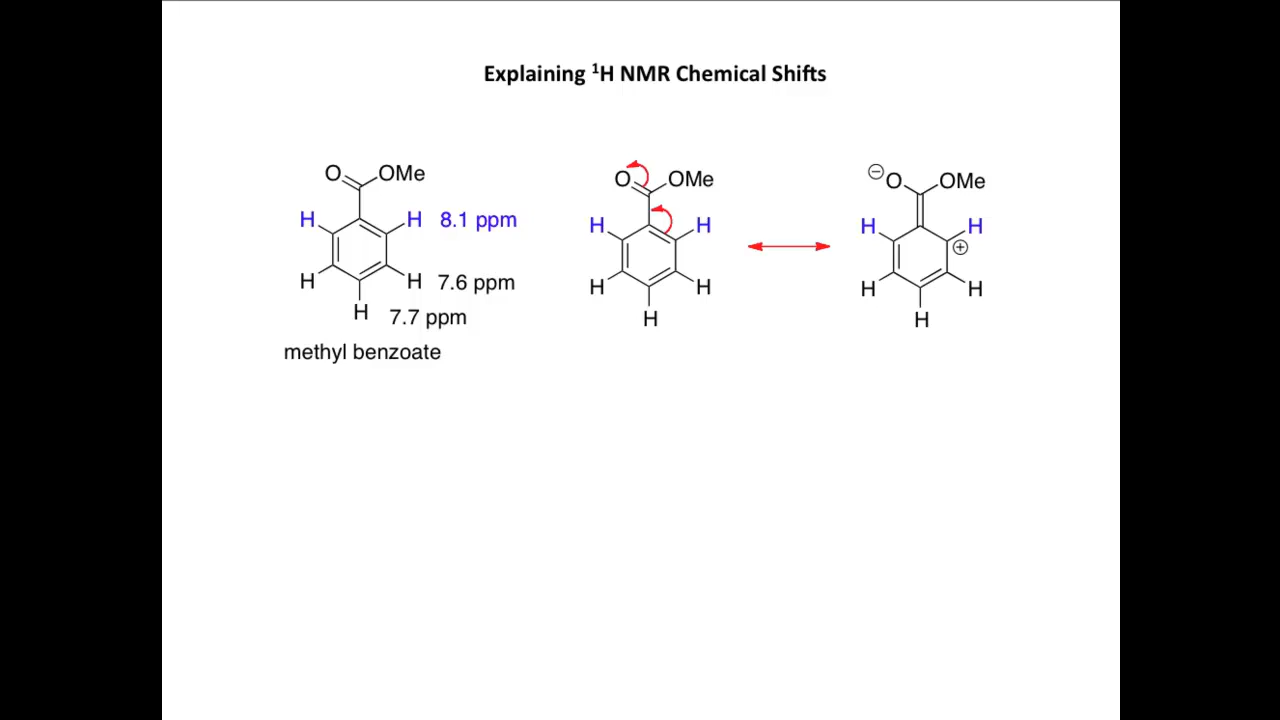 Explaining ¹H NMR Chemical Shifts
O OMe
H H 8.1 ppm
H H 7.6 ppm
H 7.7 ppm
methyl benzoate
O OMe
H H
H H
H
⊖ O OMe
H H
⊕
H H
H